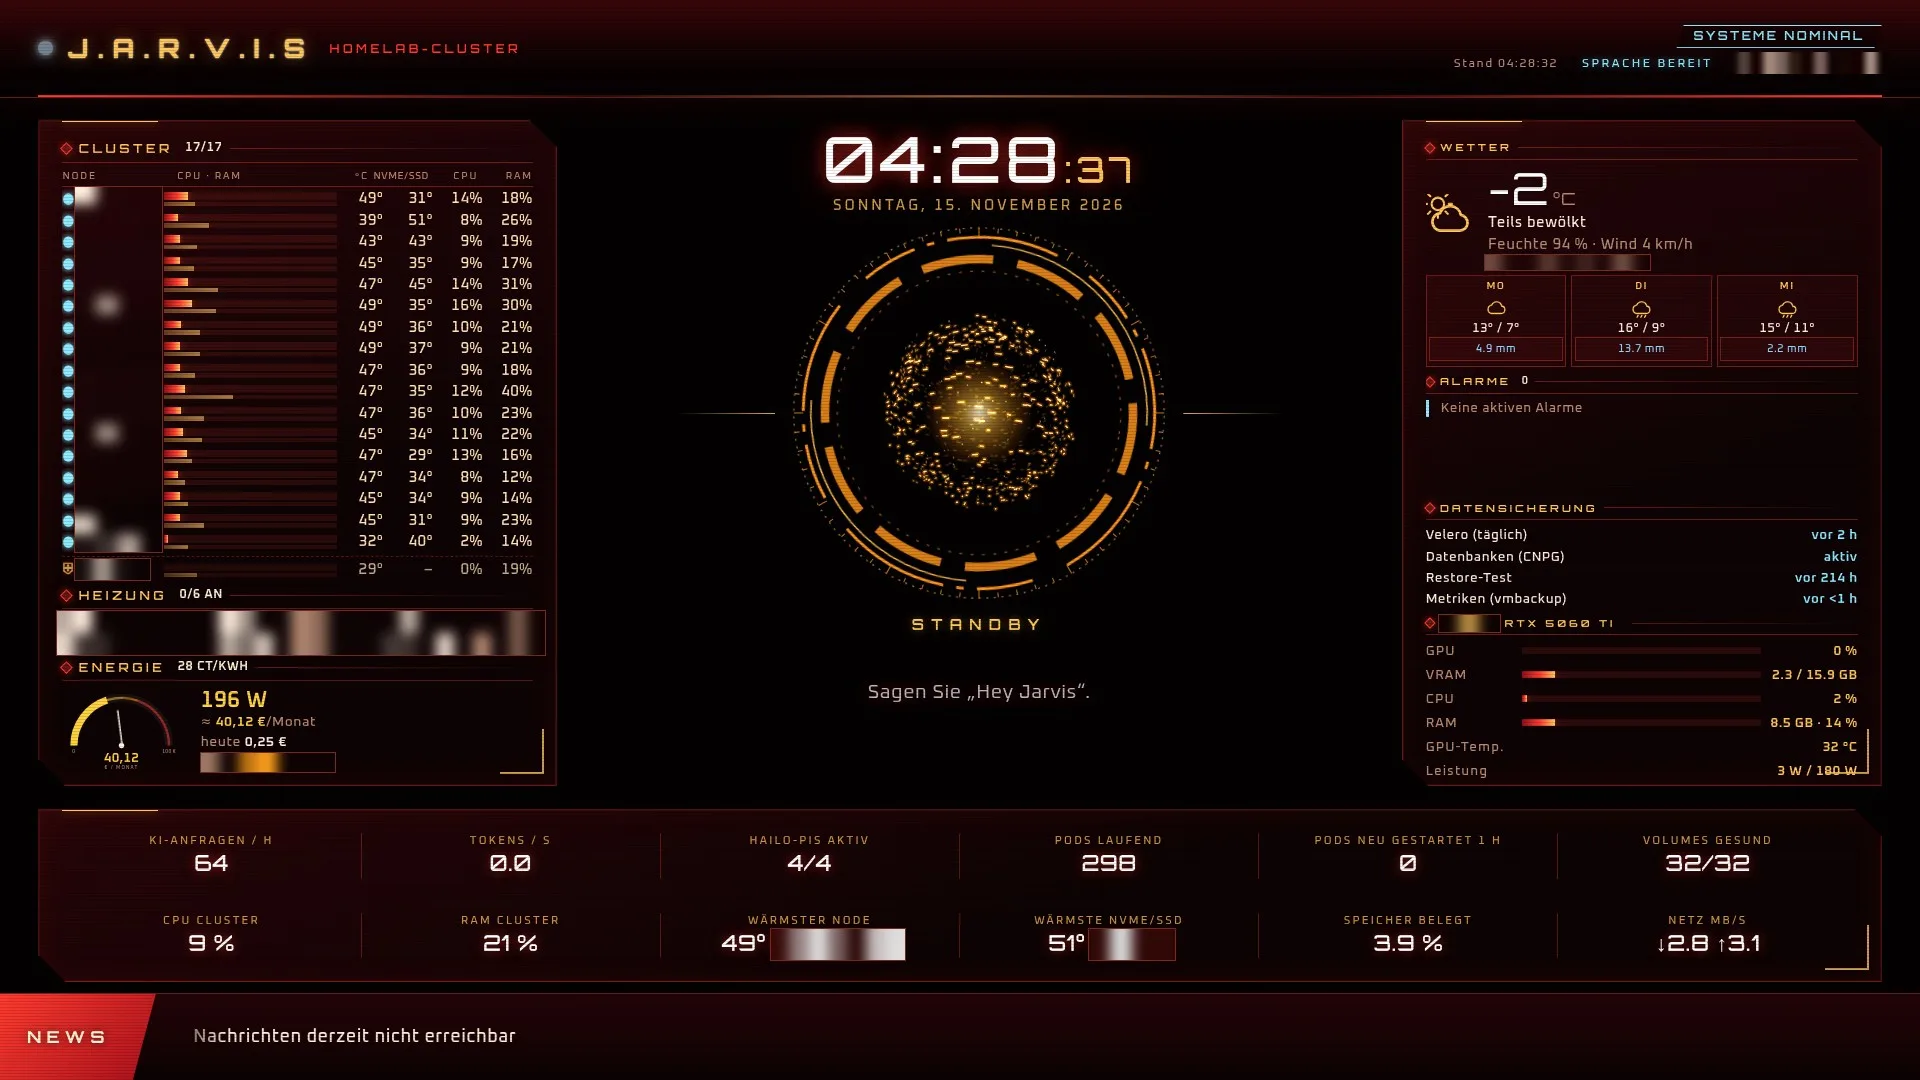 J.A.R.V.I.S HOMELAB-CLUSTER
SYSTEME NOMINAL
Stand 04:28:32 SPRACHE BEREIT
CLUSTER 17/17
NODE CPU · RAM °C NVME/SSD CPU RAM
49° 31° 14% 18%
39° 51° 8% 26%
43° 43° 9% 19%
45° 35° 9% 17%
47° 45° 14% 31%
49° 35° 16% 30%
49° 36° 10% 21%
49° 37° 9% 21%
47° 36° 9% 18%
47° 35° 12% 40%
47° 36° 10% 23%
45° 34° 11% 22%
47° 29° 13% 16%
47° 34° 8% 12%
45° 34° 9% 14%
45° 31° 9% 23%
32° 40° 2% 14%
29° – 0% 19%
HEIZUNG 0/6 AN
ENERGIE 28 CT/KWH
196 W
≈ 40,12 €/Monat
heute 0,25 €
40,12
€ / MONAT
04:28:37
SONNTAG, 15. NOVEMBER 2026
STANDBY
Sagen Sie „Hey Jarvis“.
WETTER
-2 °C
Teils bewölkt
Feuchte 94 % · Wind 4 km/h
MO DI MI
13° / 7° 16° / 9° 15° / 11°
4.9 mm 13.7 mm 2.2 mm
ALARME 0
Keine aktiven Alarme
DATENSICHERUNG
Velero (täglich) vor 2 h
Datenbanken (CNPG) aktiv
Restore-Test vor 214 h
Metriken (vmbackup) vor <1 h
RTX 5060 TI
GPU 0 %
VRAM 2.3 / 15.9 GB
CPU 2 %
RAM 8.5 GB · 14 %
GPU-Temp. 32 °C
Leistung 3 W / 180 W
KI-ANFRAGEN / H TOKENS / S HAILO-PIS AKTIV PODS LAUFEND PODS NEU GESTARTET 1 H VOLUMES GESUND
64 0.0 4/4 298 0 32/32
CPU CLUSTER RAM CLUSTER WÄRMSTER NODE WÄRMSTE NVME/SSD SPEICHER BELEGT NETZ MB/S
9 % 21 % 49° 51° 3.9 % ↓2.8 ↑3.1
NEWS Nachrichten derzeit nicht erreichbar